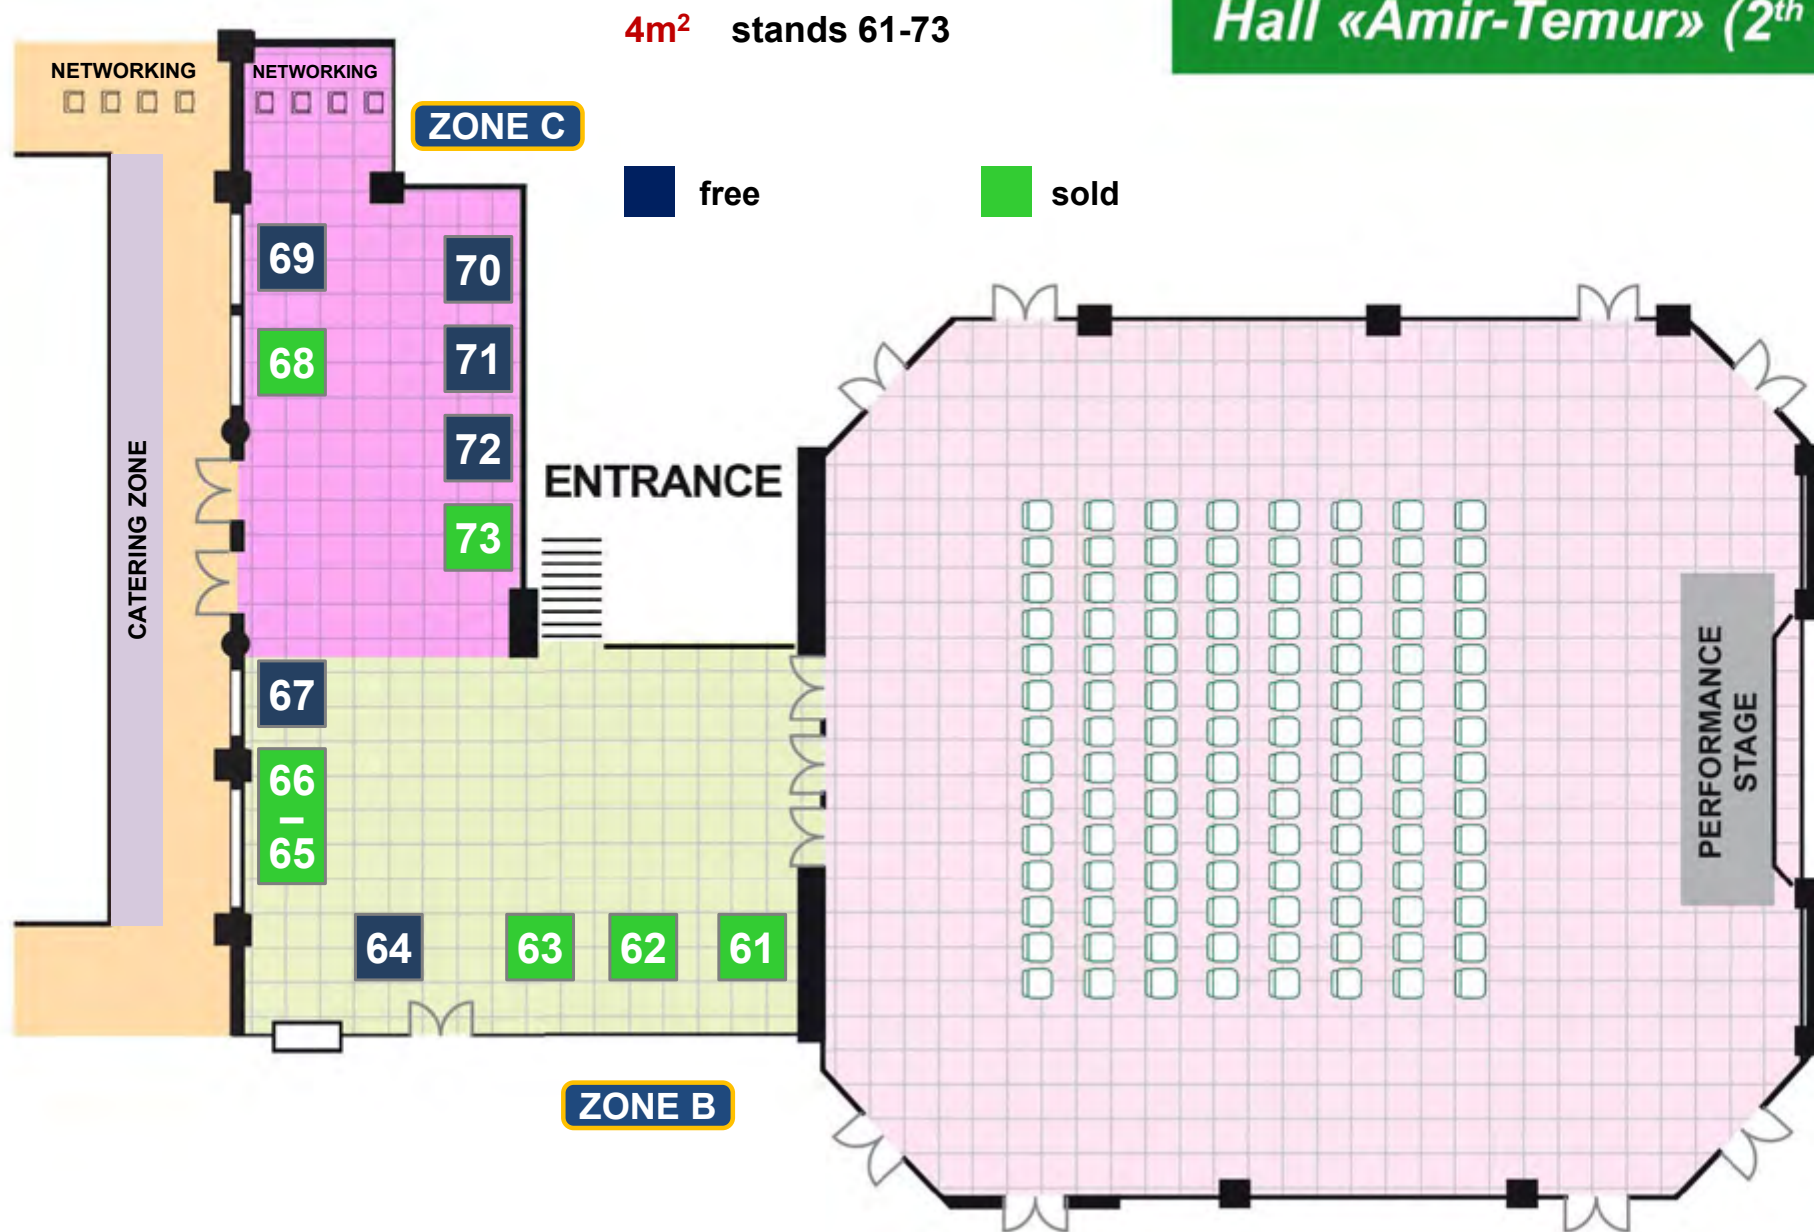 4m² stands 61-73
Hall «Amir-Temur» (2th
NETWORKING
NETWORKING
ZONE C
free
sold
69
70
68
71
72
73
ENTRANCE
CATERING ZONE
67
66
–
65
64
63
62
61
PERFORMANCE
STAGE
ZONE B